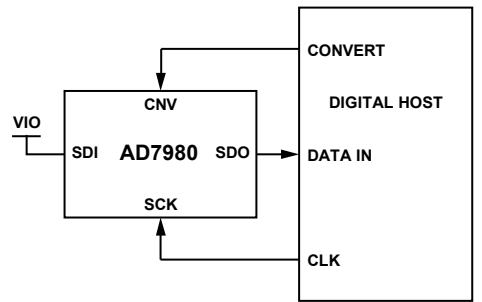 CONVERT
CNV
DIGITAL HOST
VIO
SDI AD7980 SDO
DATA IN
SCK
CLK